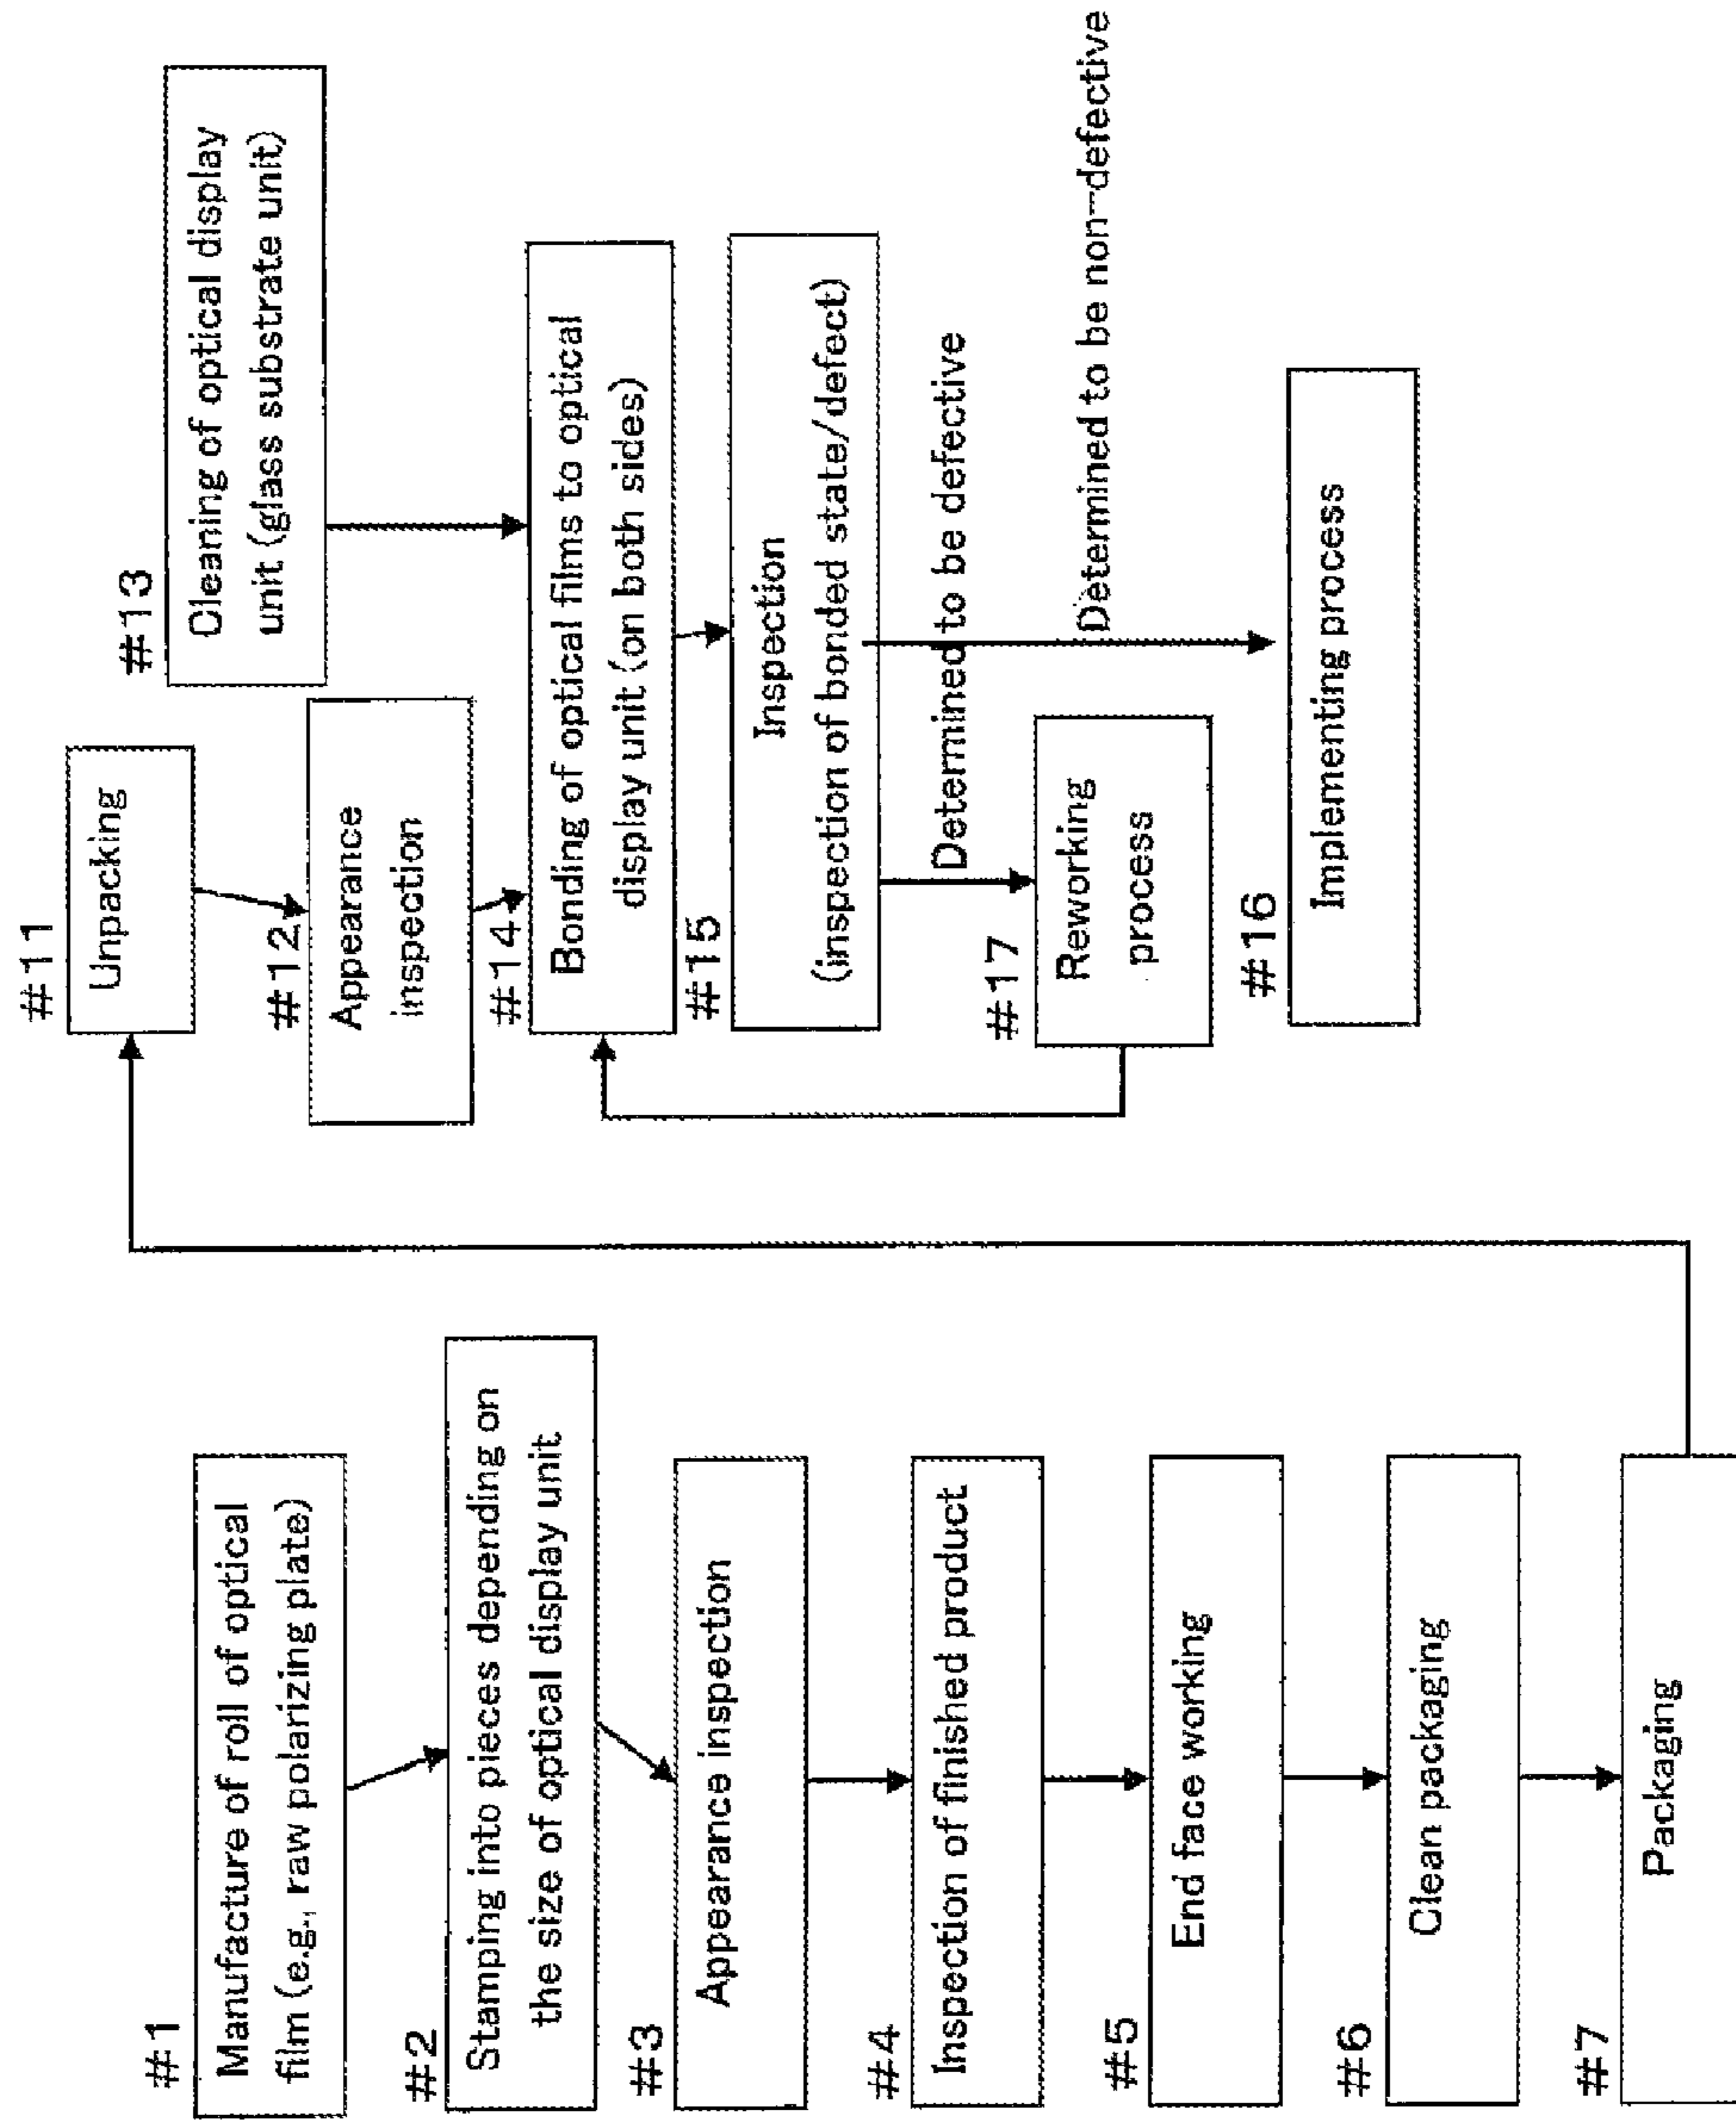 #1
Manufacture of roll of optical
film (e.g., raw polarizing plate)
#2
Stamping into pieces depending on
the size of optical display unit
#3
Appearance inspection
#4
Inspection of finished product
#5
End face working
#6
Clean packaging
#7
Packaging
#11
Unpacking
#12
Appearance
inspection
#13
Cleaning of optical display
unit (glass substrate unit)
#14
Bonding of optical films to optical
display unit (on both sides)
#15
Inspection
(inspection of bonded state/defect)
Determined to be defective
#17
Reworking
process
Determined to be non-defective
#16
Implementing process